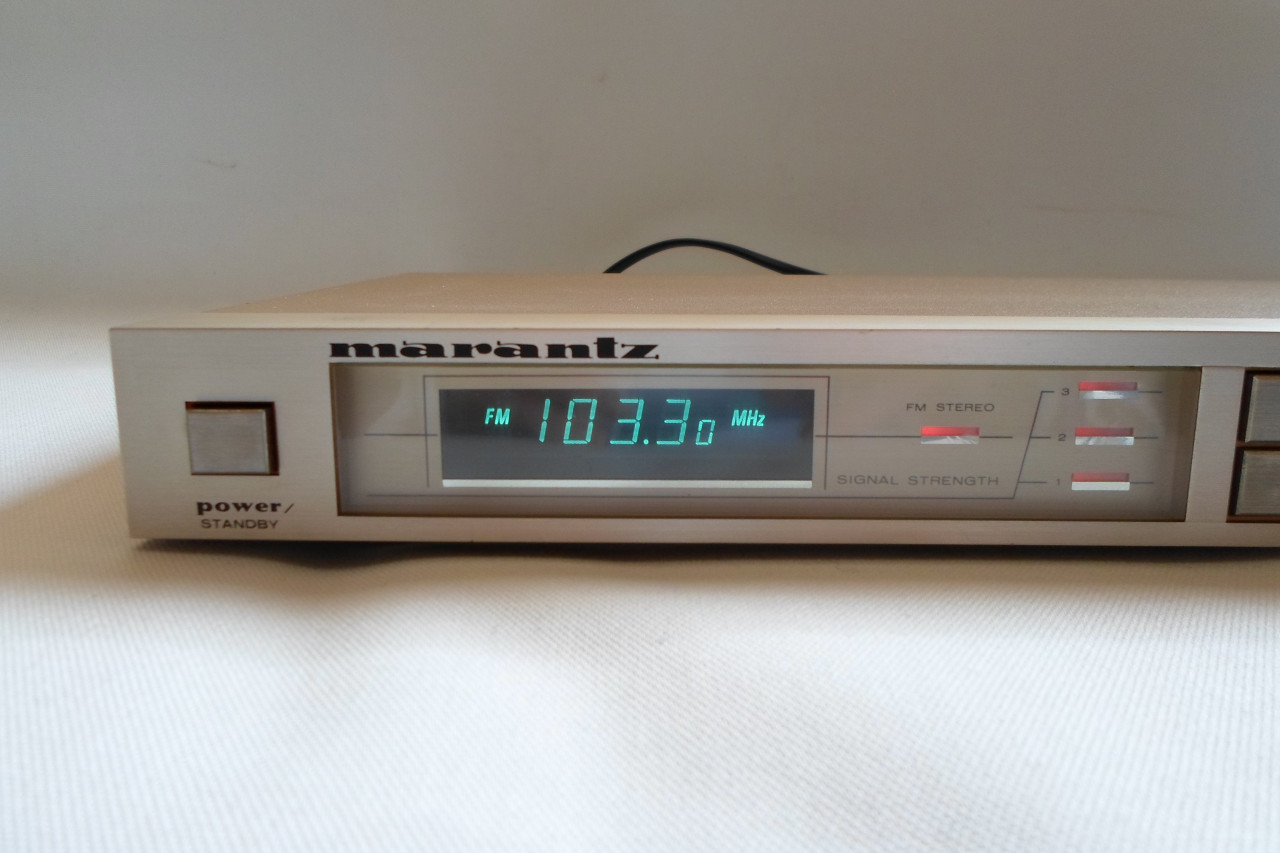 marantz
FM 103.30 MHz
FM STEREO
SIGNAL STRENGTH
3
2
1
power/
STANDBY